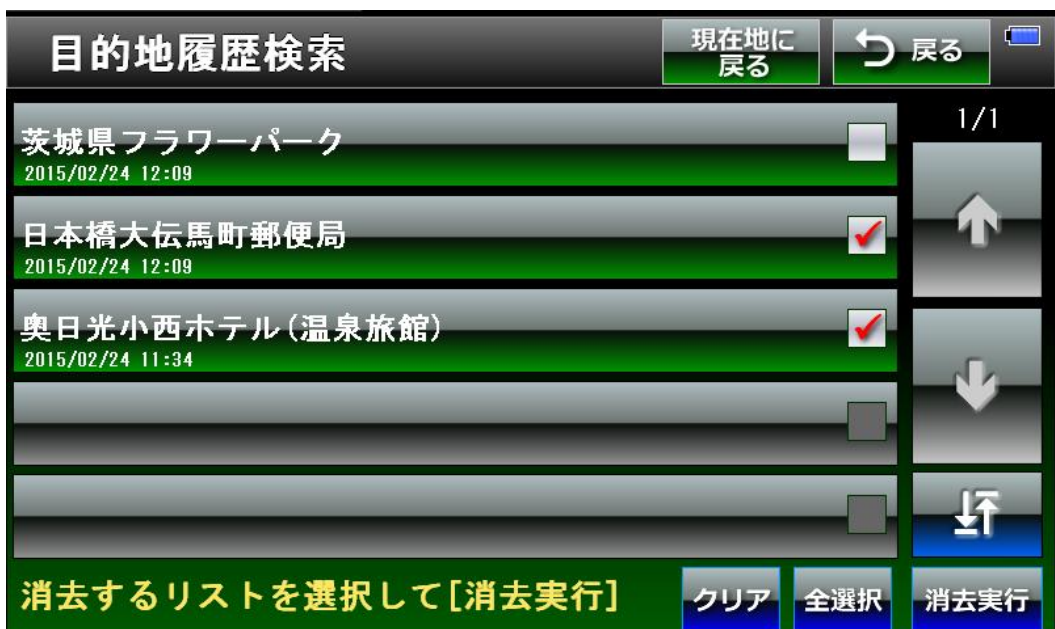 目的地履歴検索
現在地に
戻る
戻る
茨城県フラワーパーク
2015/02/24 12:09
1/1
日本橋大伝馬町郵便局
2015/02/24 12:09
奥日光小西ホテル(温泉旅館)
2015/02/24 11:34
消去するリストを選択して[消去実行]
クリア
全選択
消去実行